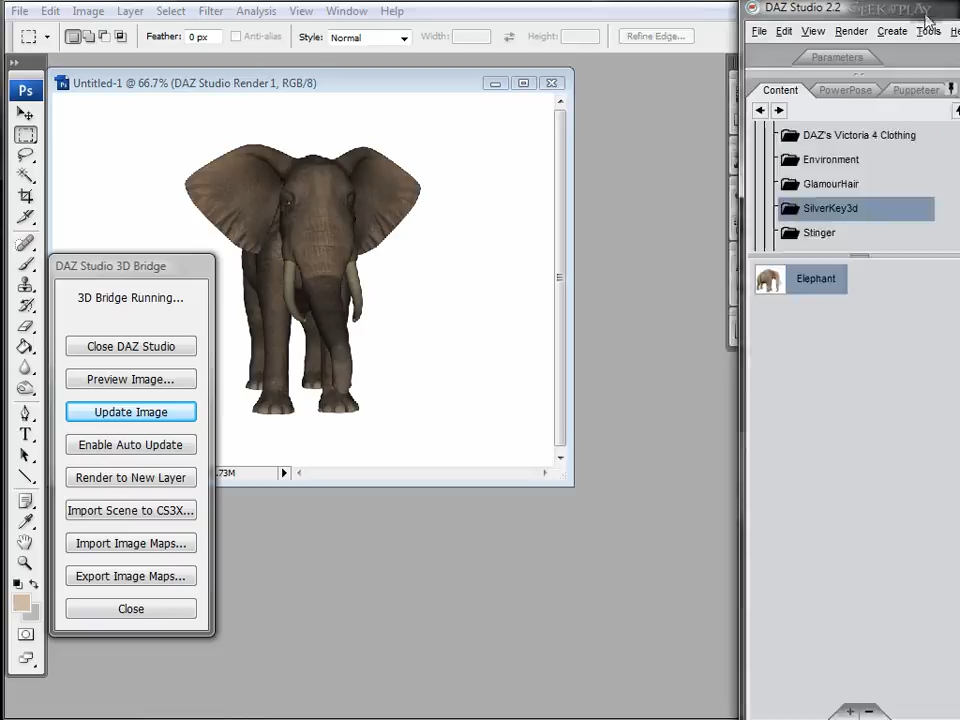 File Edit Image Layer Select Filter Analysis View Window Help
Feather: 0 px Anti-alias Style: Normal Width: Height: Refine Edge...
Ps
Untitled-1 @ 66.7% (DAZ Studio Render1, RGB/8)
.73M
DAZ Studio 3D Bridge
3D Bridge Running...
Close DAZ Studio
Preview Image...
Update Image
Enable Auto Update
Render to New Layer
Import Scene to CS3X...
Import Image Maps...
Export Image Maps...
Close
DAZ Studio 2.2
File Edit View Render Create Tools He
Parameters
Content PowerPose Puppeteer
DAZ's Victoria 4 Clothing
Environment
GlamourHair
SilverKey3d
Stinger
Elephant